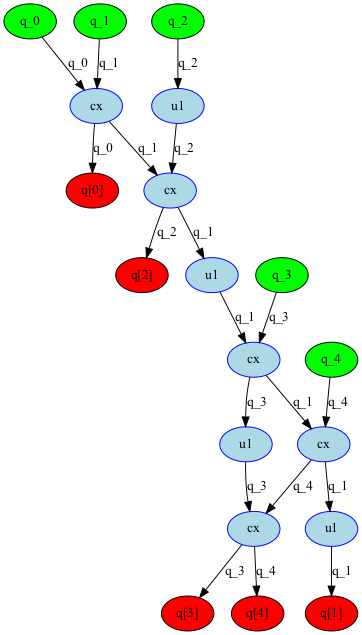 q_0 q_1 q_2
q_0 q_1 q_2
cx u1
q_0 q_1 q_2
q[0] cx
q_2 q_1
q[2] u1 q_3
q_1 q_3
cx q_4
q_3 q_1 q_4
u1 cx
q_3 q_4 q_1
cx u1
q_3 q_4 q_1
q[3] q[4] q[1]